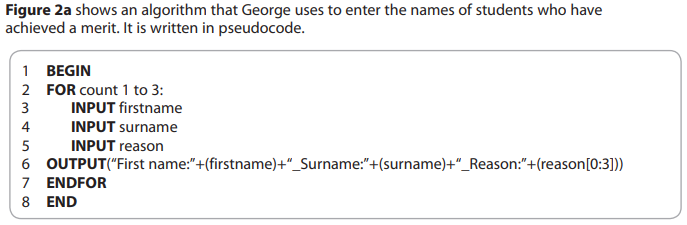 Figure 2a shows an algorithm that George uses to enter the names of students who have
achieved a merit. It is written in pseudocode.
1 BEGIN
2 FOR count 1 to 3:
3 INPUT firstname
4 INPUT surname
5 INPUT reason
6 OUTPUT(“First name:”+(firstname)+“_Surname:”+(surname)+“_Reason:”+(reason[0:3]))
7 ENDFOR
8 END